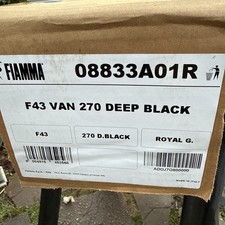 FIAMMA 08833A01R
F43 VAN 270 DEEP BLACK
F43 270 D.BLACK ROYAL G.